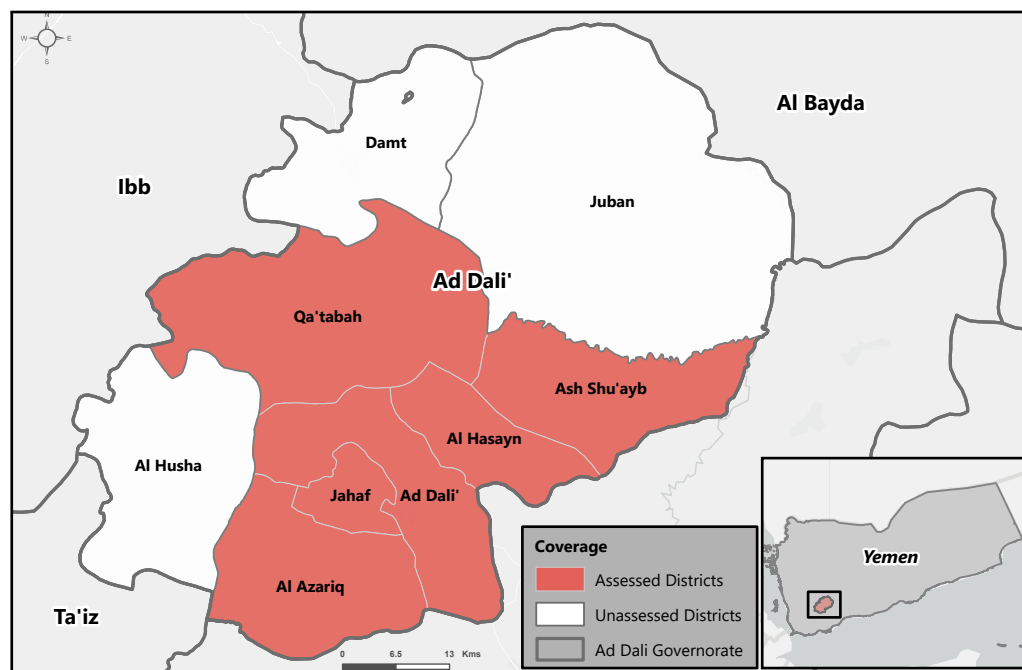 N
W E
S
Al Bayda
Damt
Ibb
Juban
Ad Dali'
Qa'tabah
Ash Shu'ayb
Al Hasayn
Al Husha
Jahaf
Ad Dali'
Al Azariq
Ta'iz
0 6.5 13 Kms
Coverage
Assessed Districts
Unassessed Districts
Ad Dali Governorate
Yemen